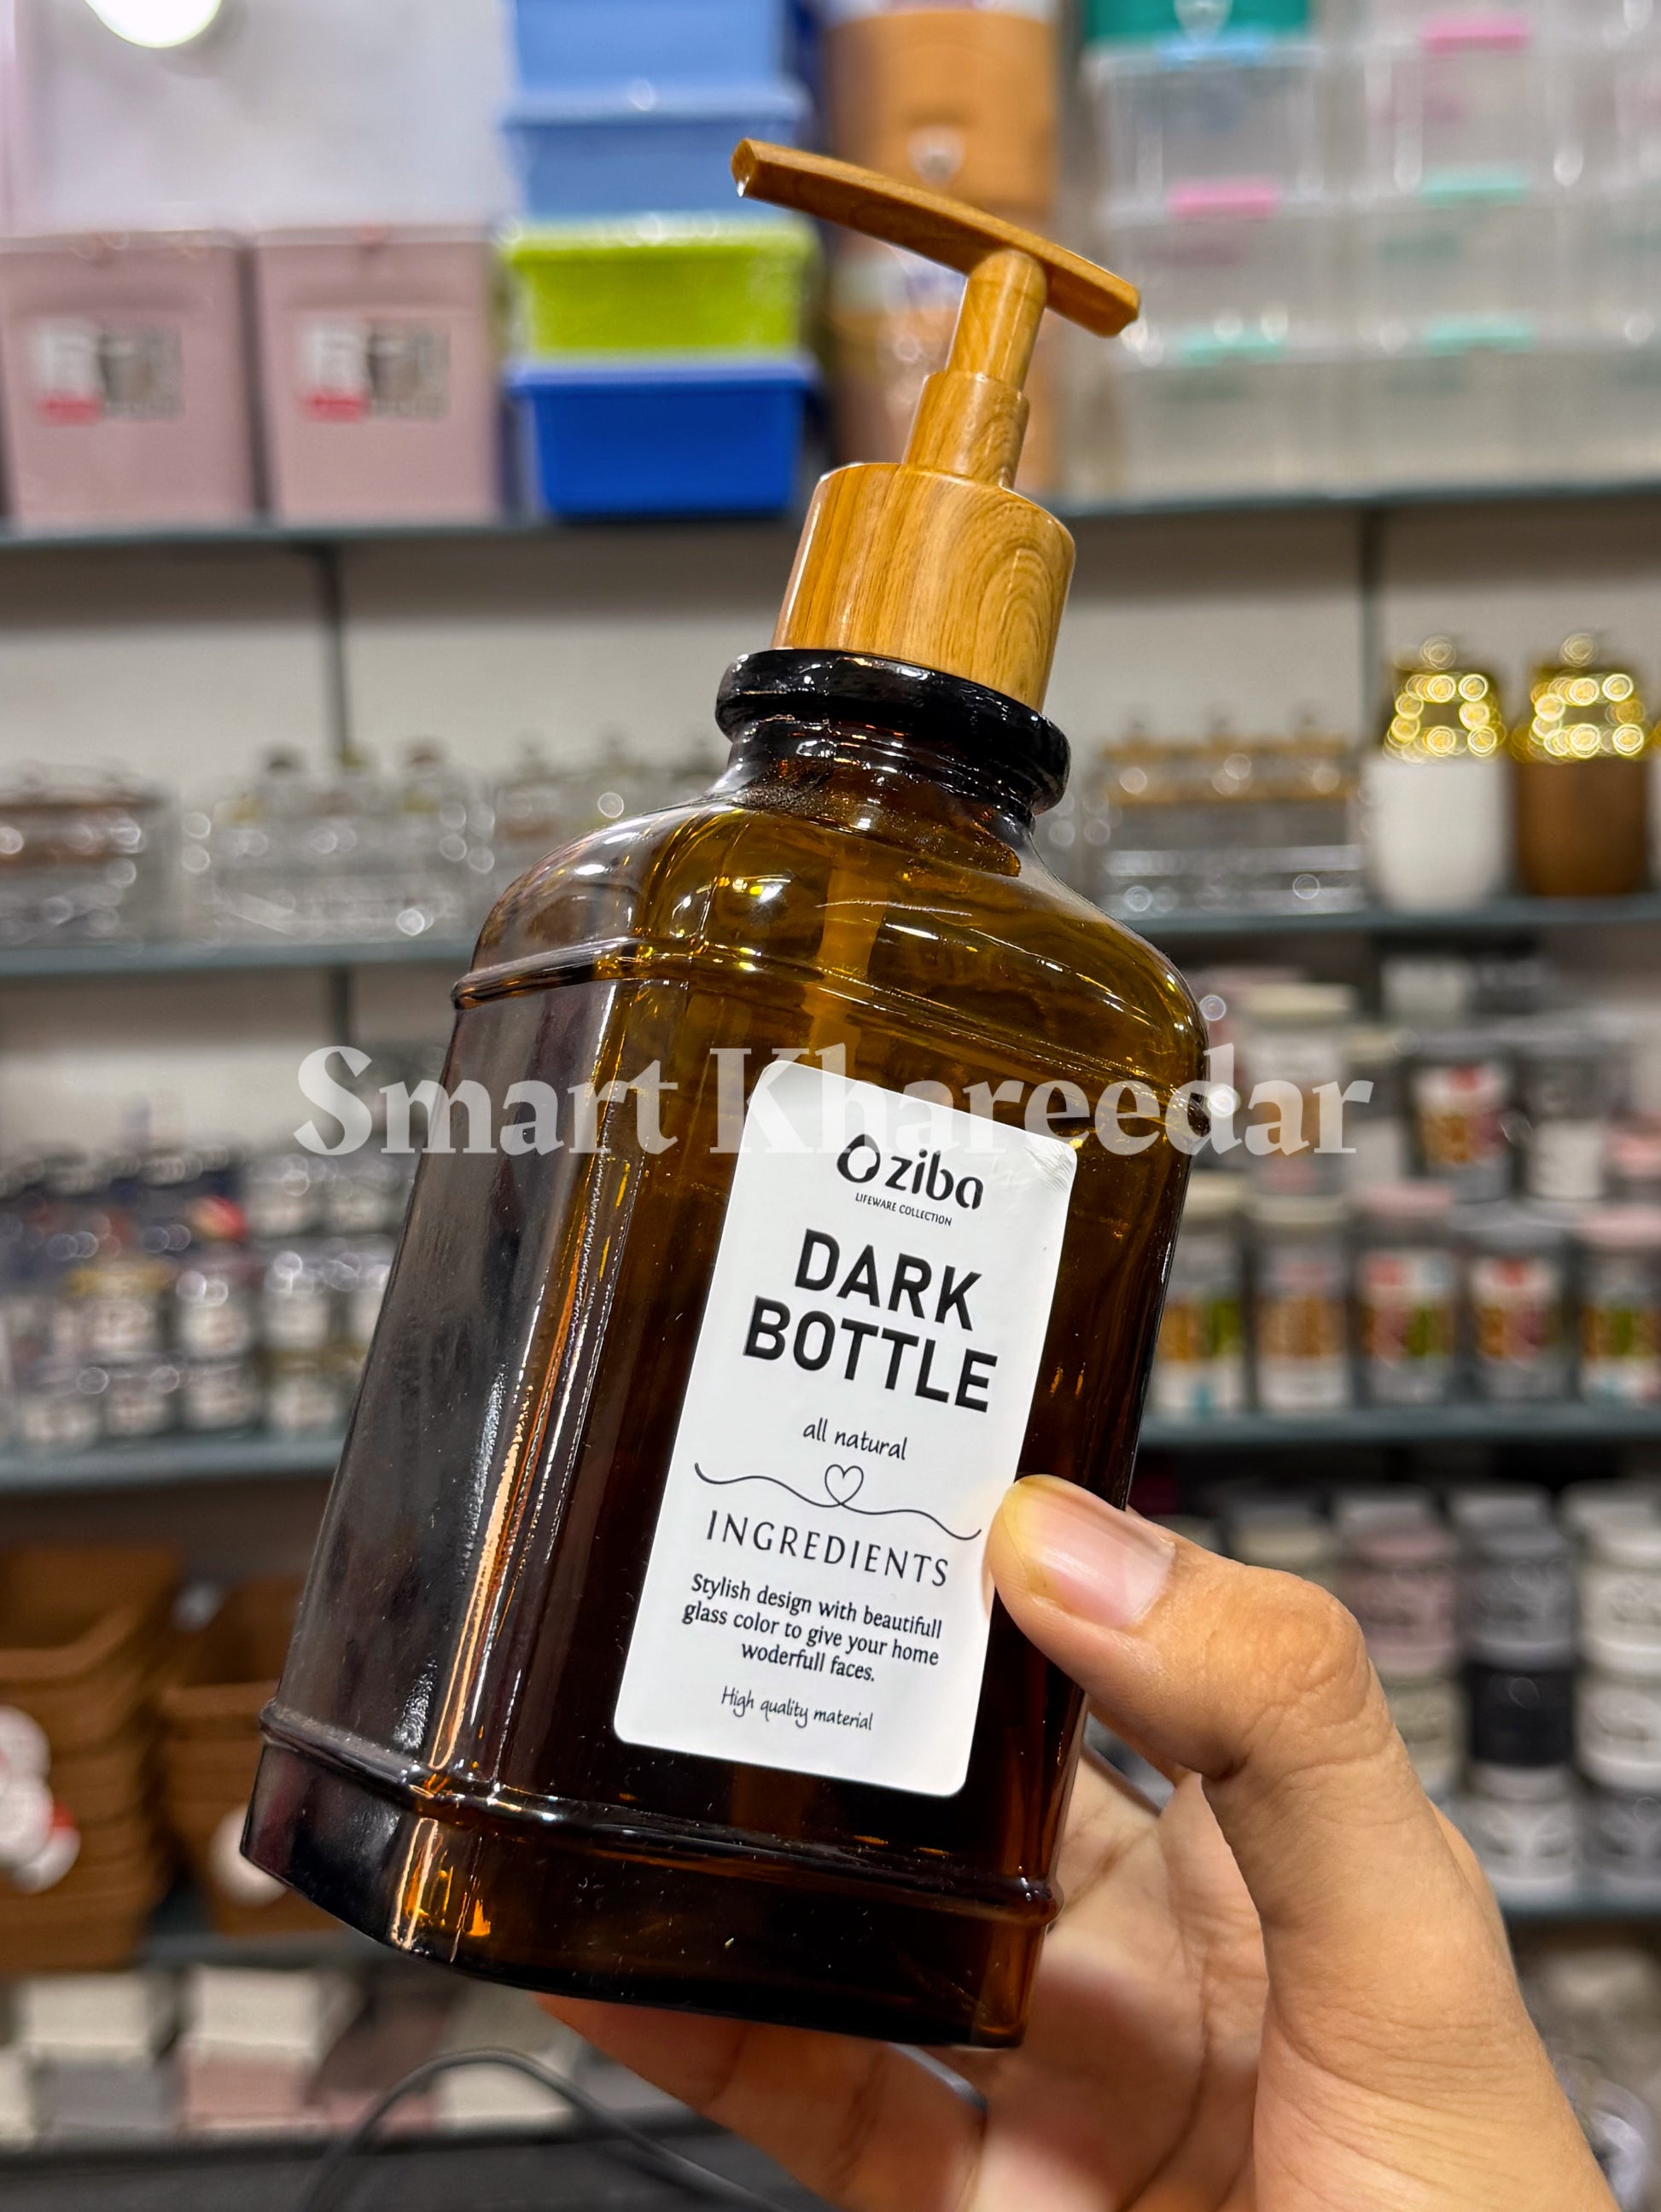 Smart Khareedar
ziba
LIFEWARE COLLECTION
DARK
BOTTLE
all natural
INGREDIENTS
Stylish design with beautifull
glass color to give your home
woderfull faces.
High quality material